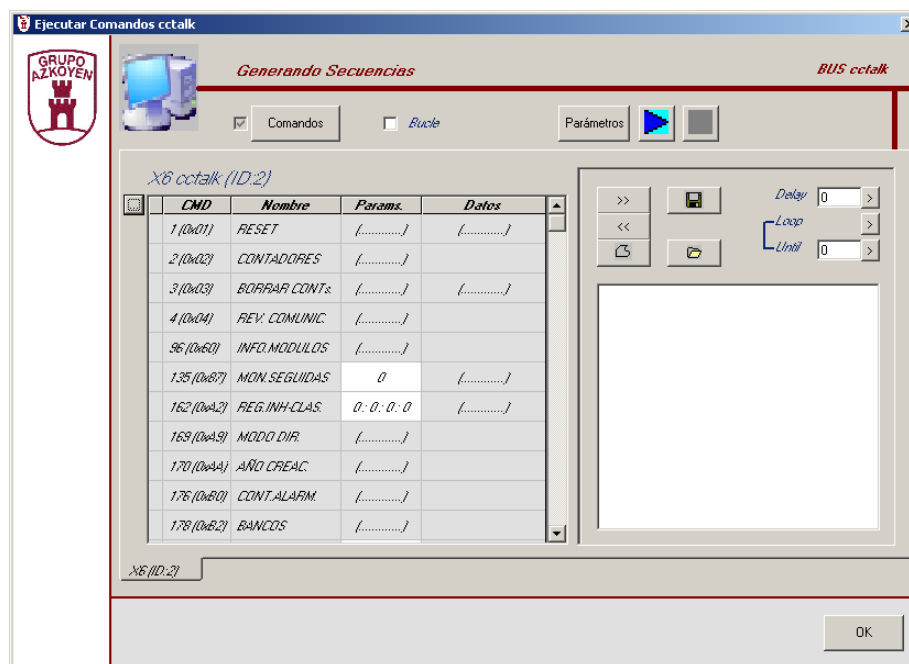 Ejecutar Comandos cctalk
GRUPO
AZKOYEN
Generando Secuencias
BUS cctalk
Comandos
Bucle
Parámetros
X6 cctalk (ID:2)
CMD Nombre Params. Datos
1 (0x01) RESET (............) (............)
2 (0x02) CONTADORES (............)
3 (0x03) BORRAR CONTs. (............) (............)
4 (0x04) REV. COMUNIC. (............)
96 (0x60) INFO.MODULOS (............)
135 (0x87) MON.SEGUIDAS 0 (............)
162 (0xA2) REG.INH-CLAS. 0.: 0.: 0.: 0 (............)
169 (0xA9) MODO DIR. (............)
170 (0xAA) AÑO CREAC. (............)
176 (0xB0) CONT.ALARM. (............)
178 (0xB2) BANCOS (............)
>>
<<
Delay 0 >
Loop >
Until 0 >
X6 (ID:2)
OK